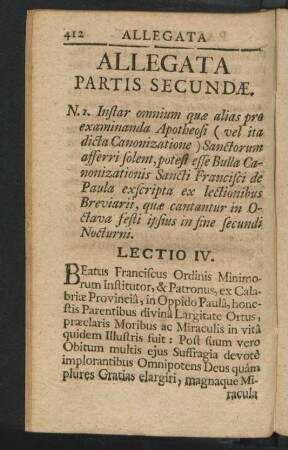 412 ALLEGATA
ALLEGATA
PARTIS SECUNDÆ.
N. 1. Instar omnium quæ alias pro
examinanda Apotheosi ( vel ita
dicta Canonizatione ) Sanctorum
afferri solent, potest esse Bulla Ca-
nonizationis Sancti Francisci de
Paula exscripta ex lectionibus
Breviarii, quæ cantantur in O-
ctava festi ipsius in fine secundi
Nocturni.
LECTIO IV.
BEatus Franciscus Ordinis Minimo-
rum Institutor, & Patronus, ex Cala-
briæ Provinciâ, in Oppido Paulâ, hone-
stis Parentibus divinâ Largitate Ortus,
præclaris Moribus ac Miraculis in vitâ
quidem Illustris fuit : Post suum vero
Obitum multis ejus Suffragia devotè
implorantibus Omnipotens Deus quàm
plures Gratias elargiri, magnaque Mi-
racula